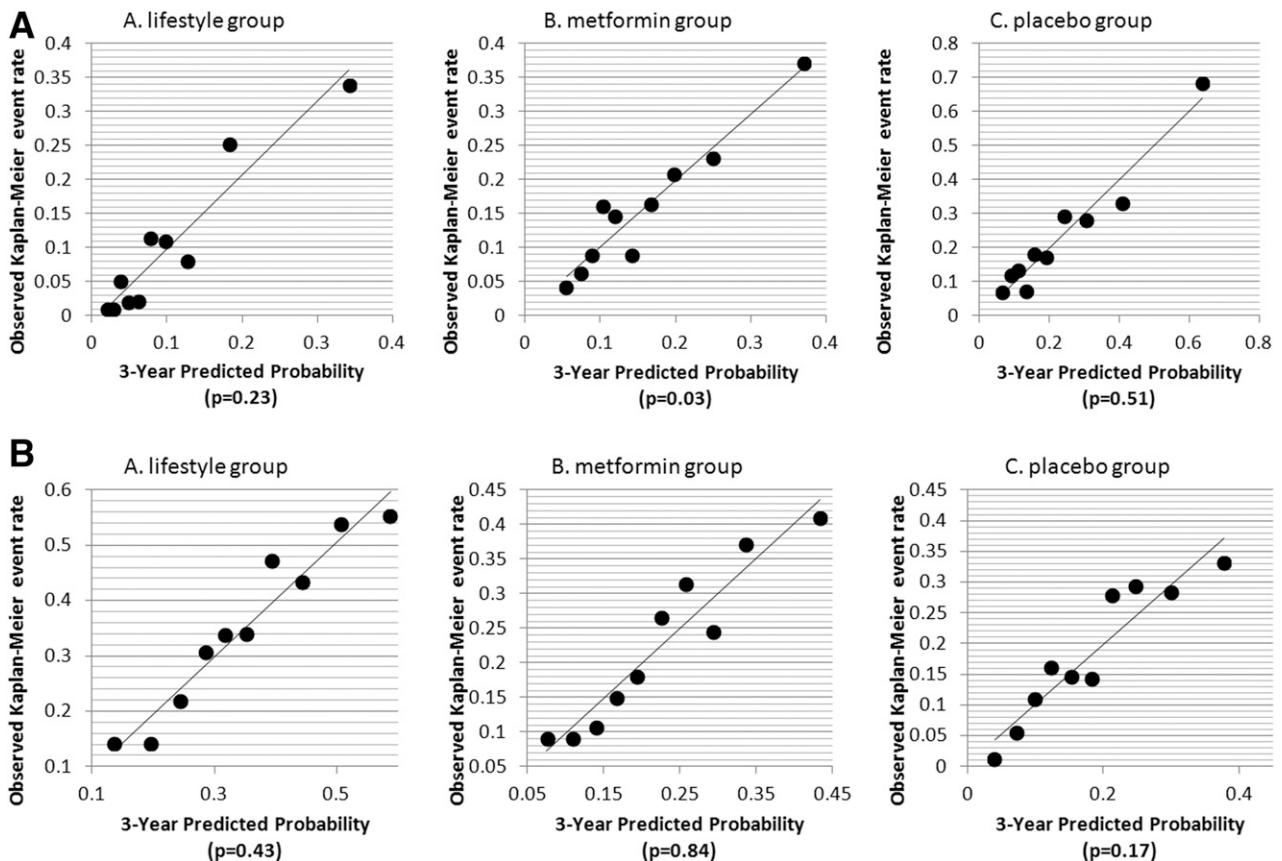 A
A. lifestyle group
B. metformin group
C. placebo group
Observed Kaplan-Meier event rate
0.4
0.35
0.3
0.25
0.2
0.15
0.1
0.05
0
0 0.1 0.2 0.3 0.4
3-Year Predicted Probability
(p=0.23)
Observed Kaplan-Meier event rate
0.4
0.35
0.3
0.25
0.2
0.15
0.1
0.05
0
0 0.1 0.2 0.3 0.4
3-Year Predicted Probability
(p=0.03)
Observed Kaplan-Meier event rate
0.8
0.7
0.6
0.5
0.4
0.3
0.2
0.1
0
0 0.2 0.4 0.6 0.8
3-Year Predicted Probability
(p=0.51)
B
A. lifestyle group
B. metformin group
C. placebo group
Observed Kaplan-Meier event rate
0.6
0.5
0.4
0.3
0.2
0.1
0.1 0.3 0.5
3-Year Predicted Probability
(p=0.43)
Observed Kaplan-Meier event rate
0.45
0.4
0.35
0.3
0.25
0.2
0.15
0.1
0.05
0.05 0.15 0.25 0.35 0.45
3-Year Predicted Probability
(p=0.84)
Observed Kaplan-Meier event rate
0.45
0.4
0.35
0.3
0.25
0.2
0.15
0.1
0.05
0
0 0.2 0.4
3-Year Predicted Probability
(p=0.17)